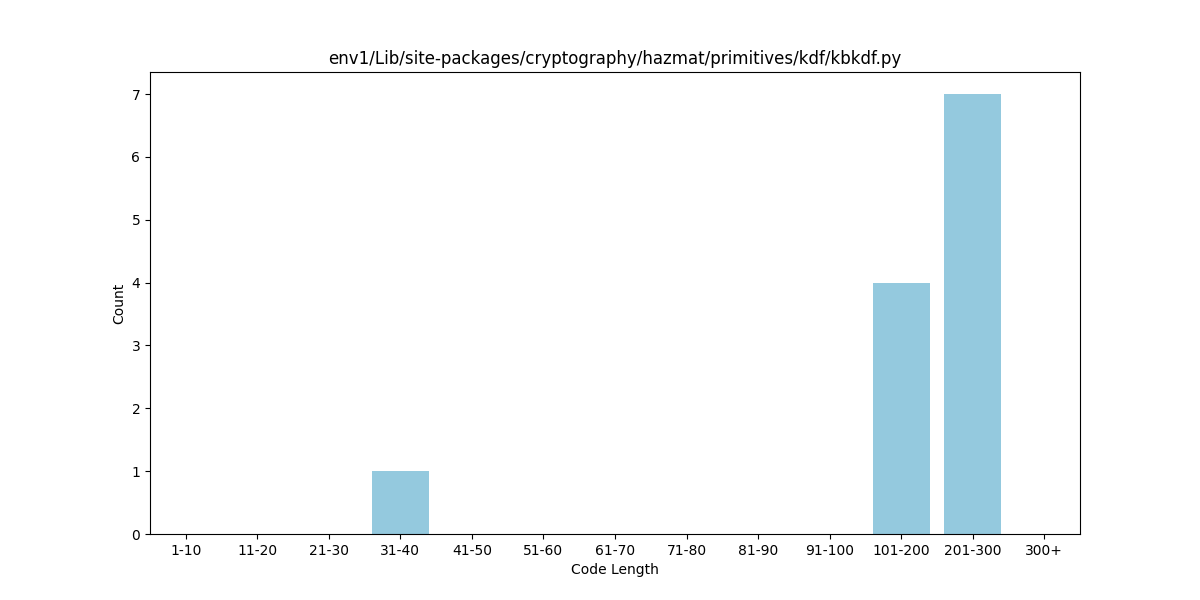 env1/Lib/site-packages/cryptography/hazmat/primitives/kdf/kbkdf.py
7
6
5
4
3
2
1
0
Count
1-10 11-20 21-30 31-40 41-50 51-60 61-70 71-80 81-90 91-100 101-200 201-300 300+
Code Length